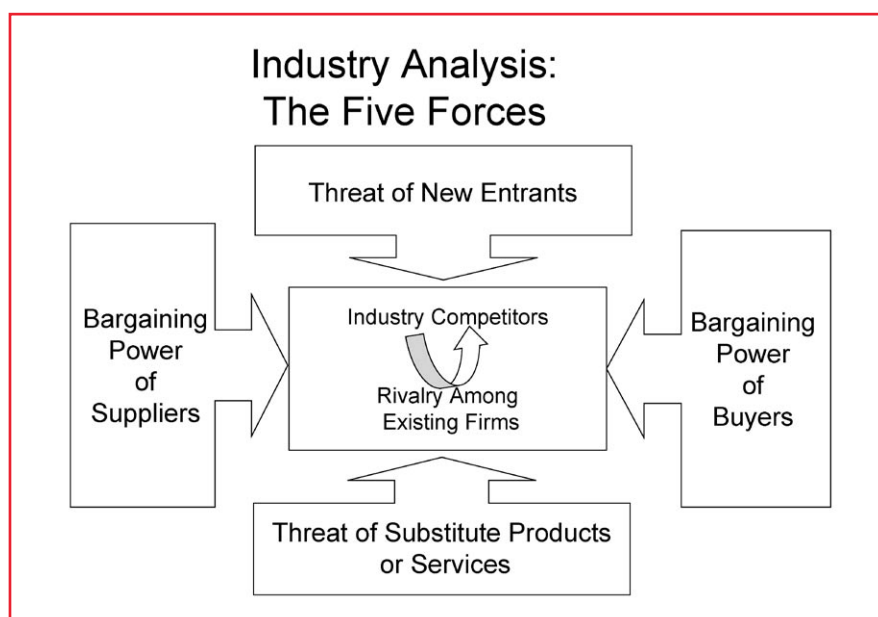 Industry Analysis:
The Five Forces
Threat of New Entrants
Bargaining
Power
of
Suppliers
Industry Competitors
Rivalry Among
Existing Firms
Bargaining
Power
of
Buyers
Threat of Substitute Products
or Services